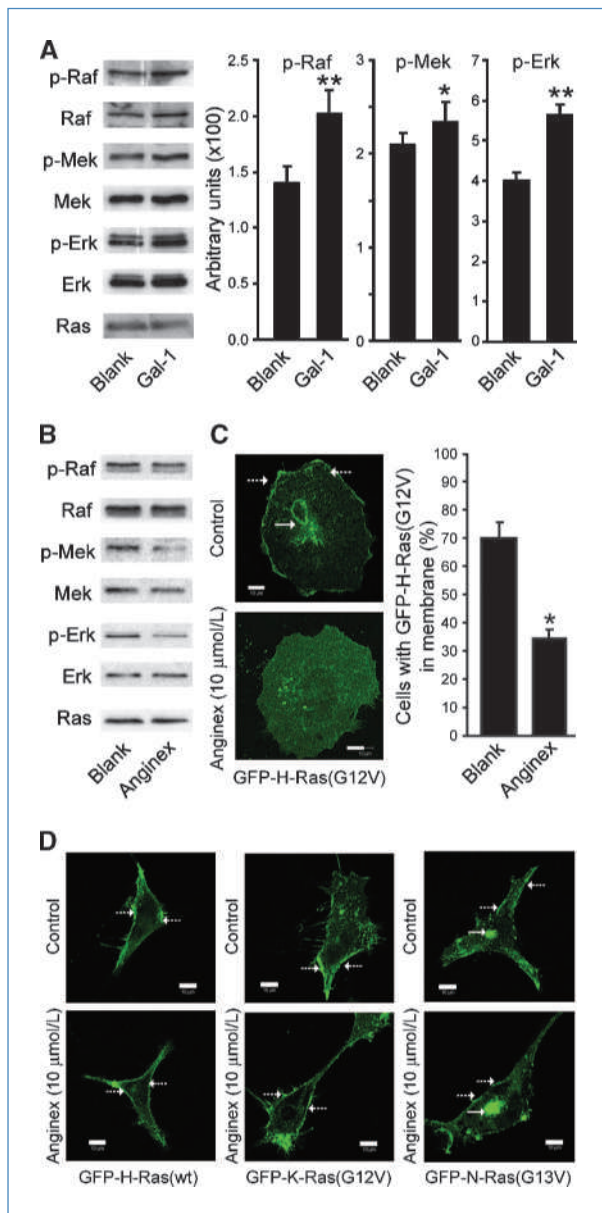 A
p-Raf
Raf
p-Mek
Mek
p-Erk
Erk
Ras
Blank
Gal-1
Arbitrary units (x100)
p-Raf
2.5
2.0
1.5
1.0
0.5
0.0
**
Blank
Gal-1
p-Mek
3
2
1
0
*
Blank
Gal-1
p-Erk
7
6
5
4
3
2
1
0
**
Blank
Gal-1
B
p-Raf
Raf
p-Mek
Mek
p-Erk
Erk
Ras
Blank
Anginex
C
Control
Anginex (10 µmol/L)
GFP-H-Ras(G12V)
Cells with GFP-H-Ras(G12V)
in membrane (%)
100
90
80
70
60
50
40
30
20
10
0
*
Blank
Anginex
D
Control
Control
Control
Anginex (10 µmol/L)
Anginex (10 µmol/L)
Anginex (10 µmol/L)
GFP-H-Ras(wt)
GFP-K-Ras(G12V)
GFP-N-Ras(G13V)